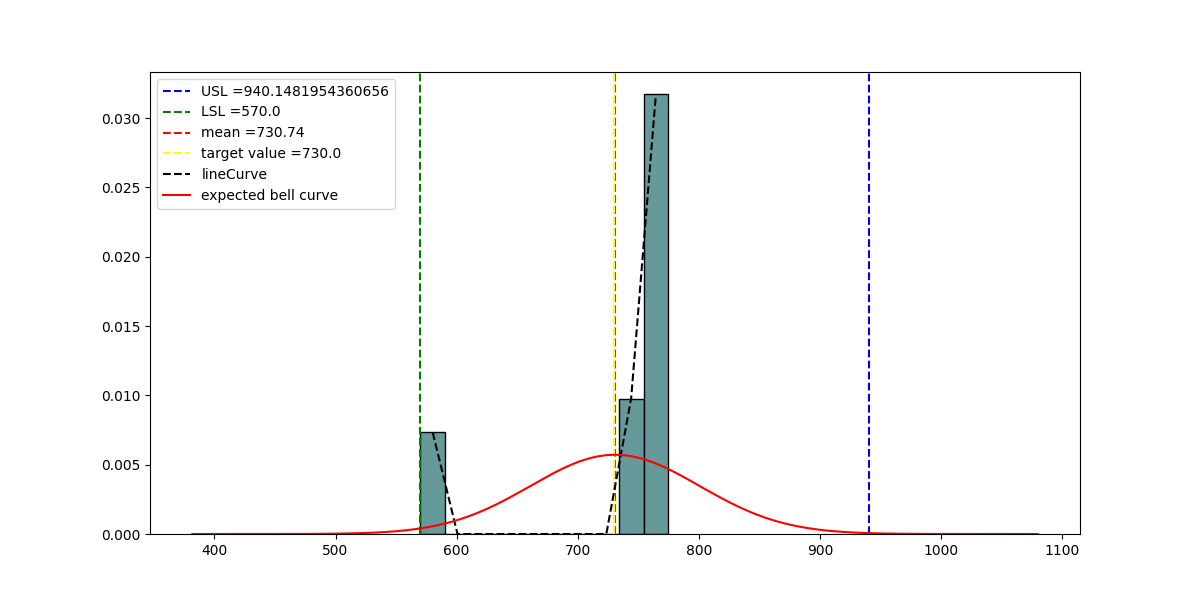 USL =940.1481954360656
LSL =570.0
mean =730.74
target value =730.0
lineCurve
expected bell curve
0.030
0.025
0.020
0.015
0.010
0.005
0.000
400 500 600 700 800 900 1000 1100